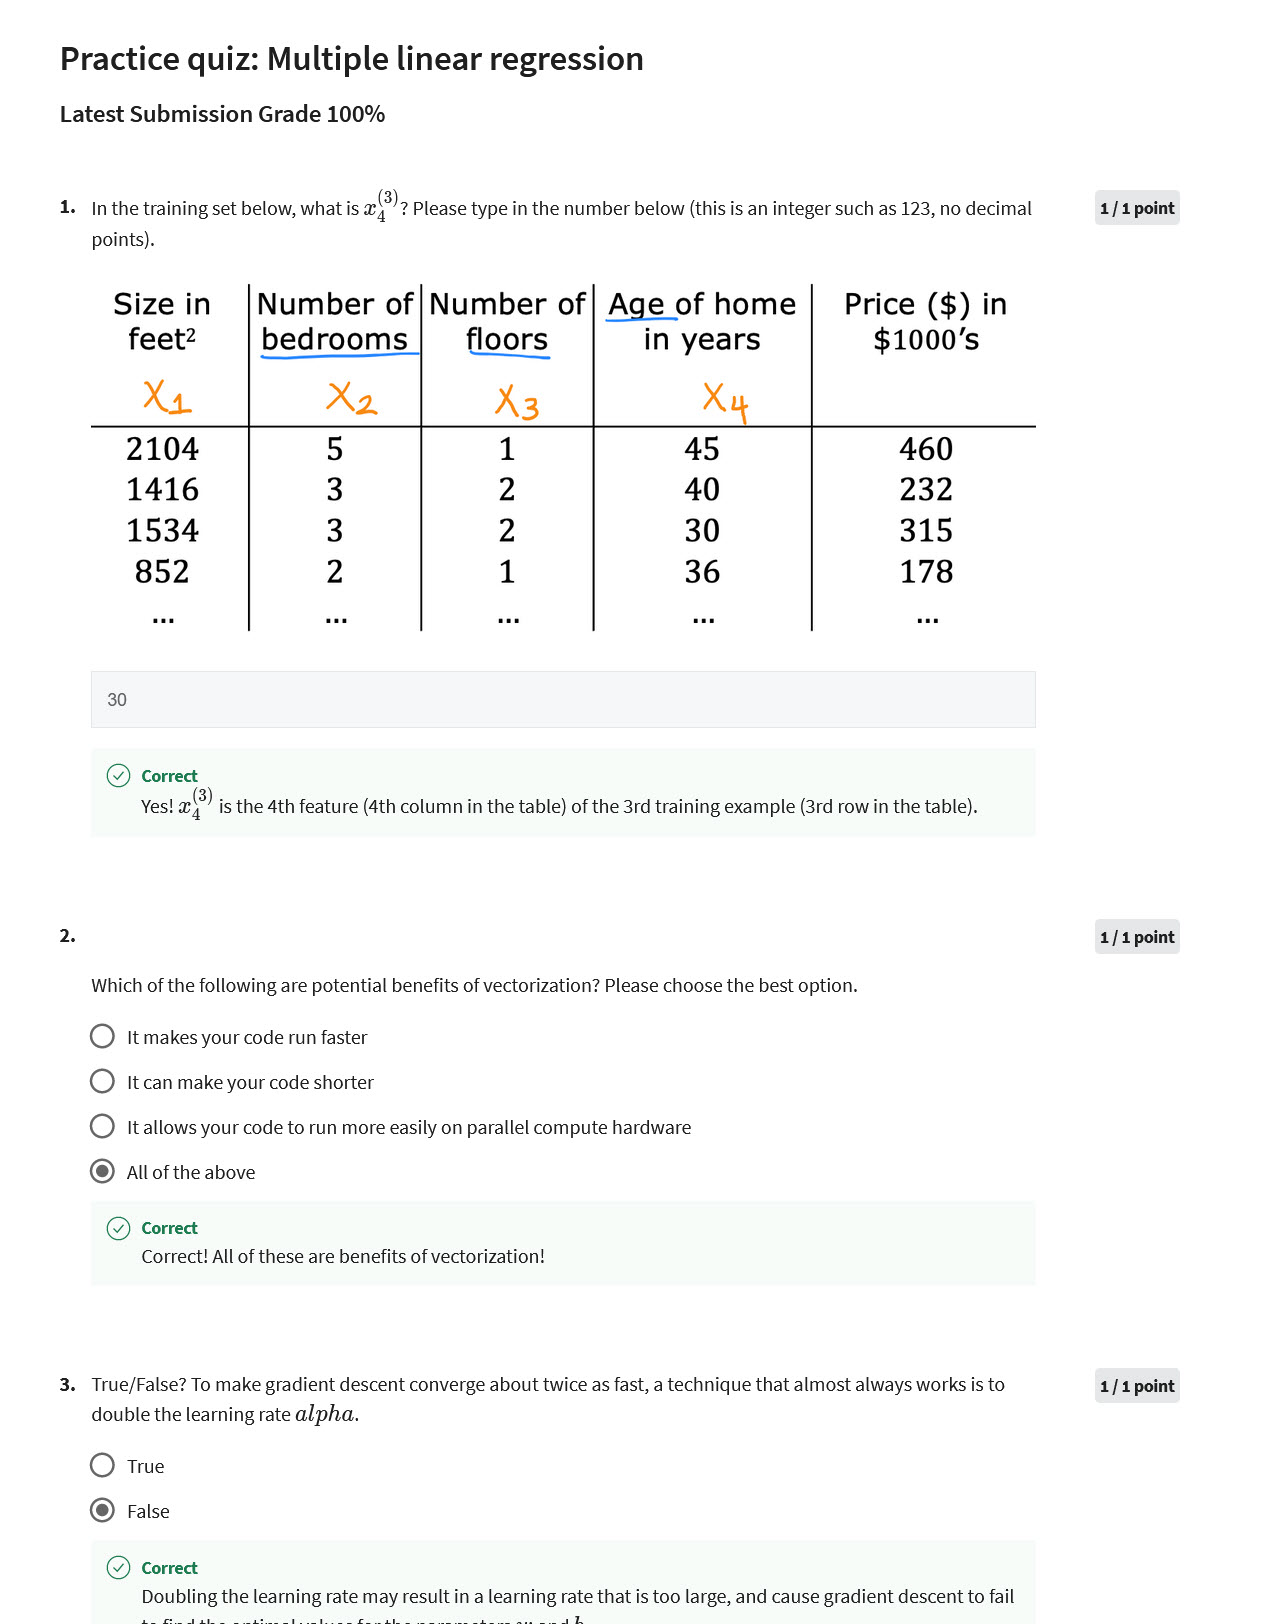 Practice quiz: Multiple linear regression
Latest Submission Grade 100%
1. In the training set below, what is x₄⁽³⁾? Please type in the number below (this is an integer such as 123, no decimal points).
1 / 1 point
Size in feet² | Number of bedrooms | Number of floors | Age of home in years | Price ($) in $1000's
X₁ X₂ X₃ X₄
2104 5 1 45 460
1416 3 2 40 232
1534 3 2 30 315
852 2 1 36 178
... ... ... ... ...
30
Correct
Yes! x₄⁽³⁾ is the 4th feature (4th column in the table) of the 3rd training example (3rd row in the table).
2.
1 / 1 point
Which of the following are potential benefits of vectorization? Please choose the best option.
It makes your code run faster
It can make your code shorter
It allows your code to run more easily on parallel compute hardware
All of the above
Correct
Correct! All of these are benefits of vectorization!
3. True/False? To make gradient descent converge about twice as fast, a technique that almost always works is to double the learning rate alpha.
1 / 1 point
True
False
Correct
Doubling the learning rate may result in a learning rate that is too large, and cause gradient descent to fail